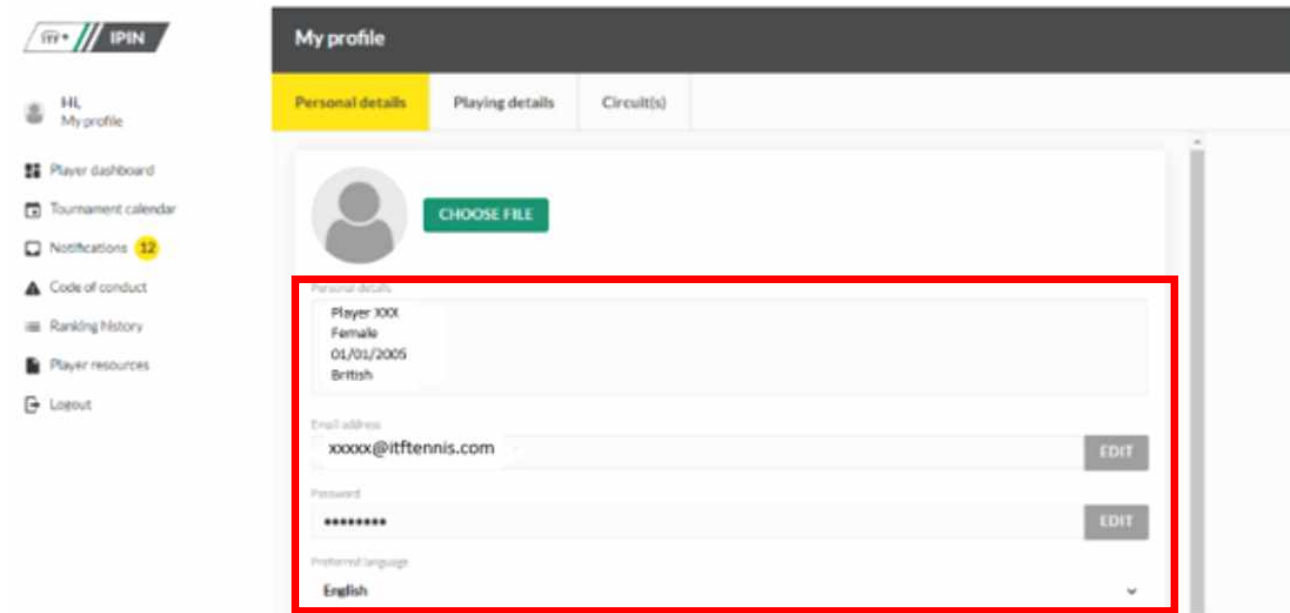 itf IPIN
My profile
Hi,
My profile
Player dashboard
Tournament calendar
Notifications 12
Code of conduct
Ranking history
Player resources
Logout
Personal details
Playing details
Circuit(s)
CHOOSE FILE
Personal details
Player XXX
Female
01/01/2005
British
Email address
xxxxx@itftennis.com
EDIT
Password
••••••••
EDIT
Preferred language
English